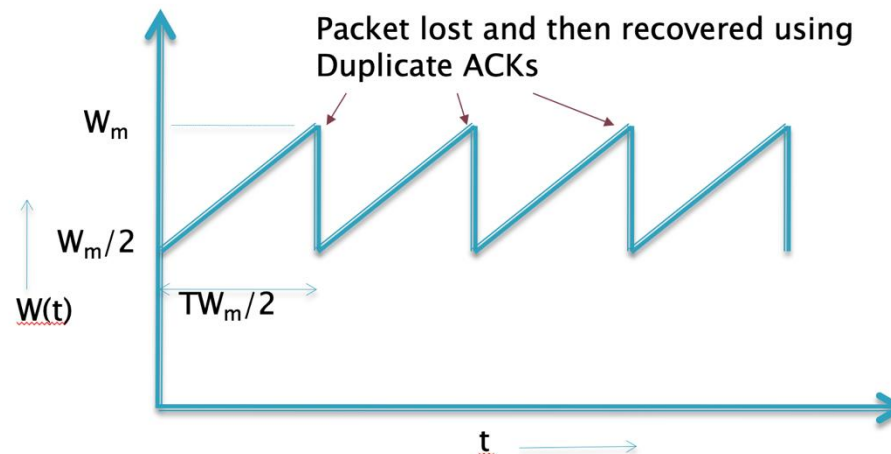 Packet lost and then recovered using
Duplicate ACKs
Wₘ
Wₘ/2
TWₘ/2
W(t)
t